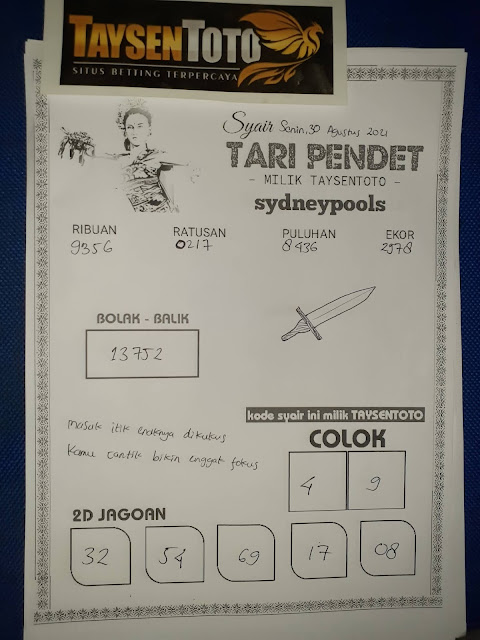 TAYSENTOTO
SITUS BETTING TERPERCAYA
Syair Senin, 30 Agustus 2021
TARI PENDET
- MILIK TAYSENTOTO -
sydneypools
RIBUAN RATUSAN PULUHAN EKOR
9356 0217 8436 2578
BOLAK - BALIK
13752
masak itik enaknya dikukus
kamu cantik bikin enggak fokus
kode syair ini milik TAYSENTOTO
COLOK
4 9
2D JAGOAN
32 54 69 17 08